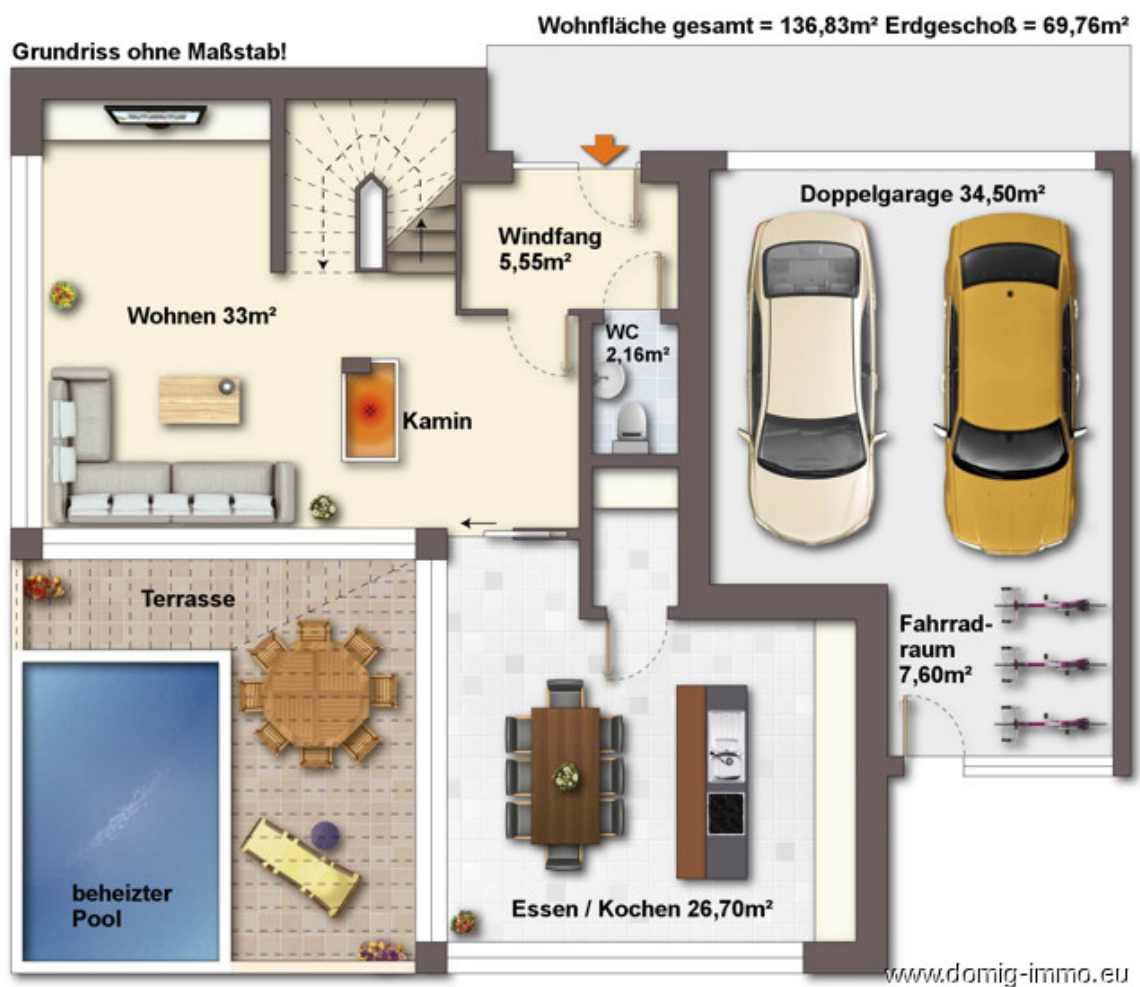 Wohnfläche gesamt = 136,83m² Erdgeschoß = 69,76m²
Grundriss ohne Maßstab!
Doppelgarage 34,50m²
Windfang
5,55m²
Wohnen 33m²
WC
2,16m²
Kamin
Terrasse
Fahrrad-
raum
7,60m²
beheizter
Pool
Essen / Kochen 26,70m²
www.domig-immo.eu